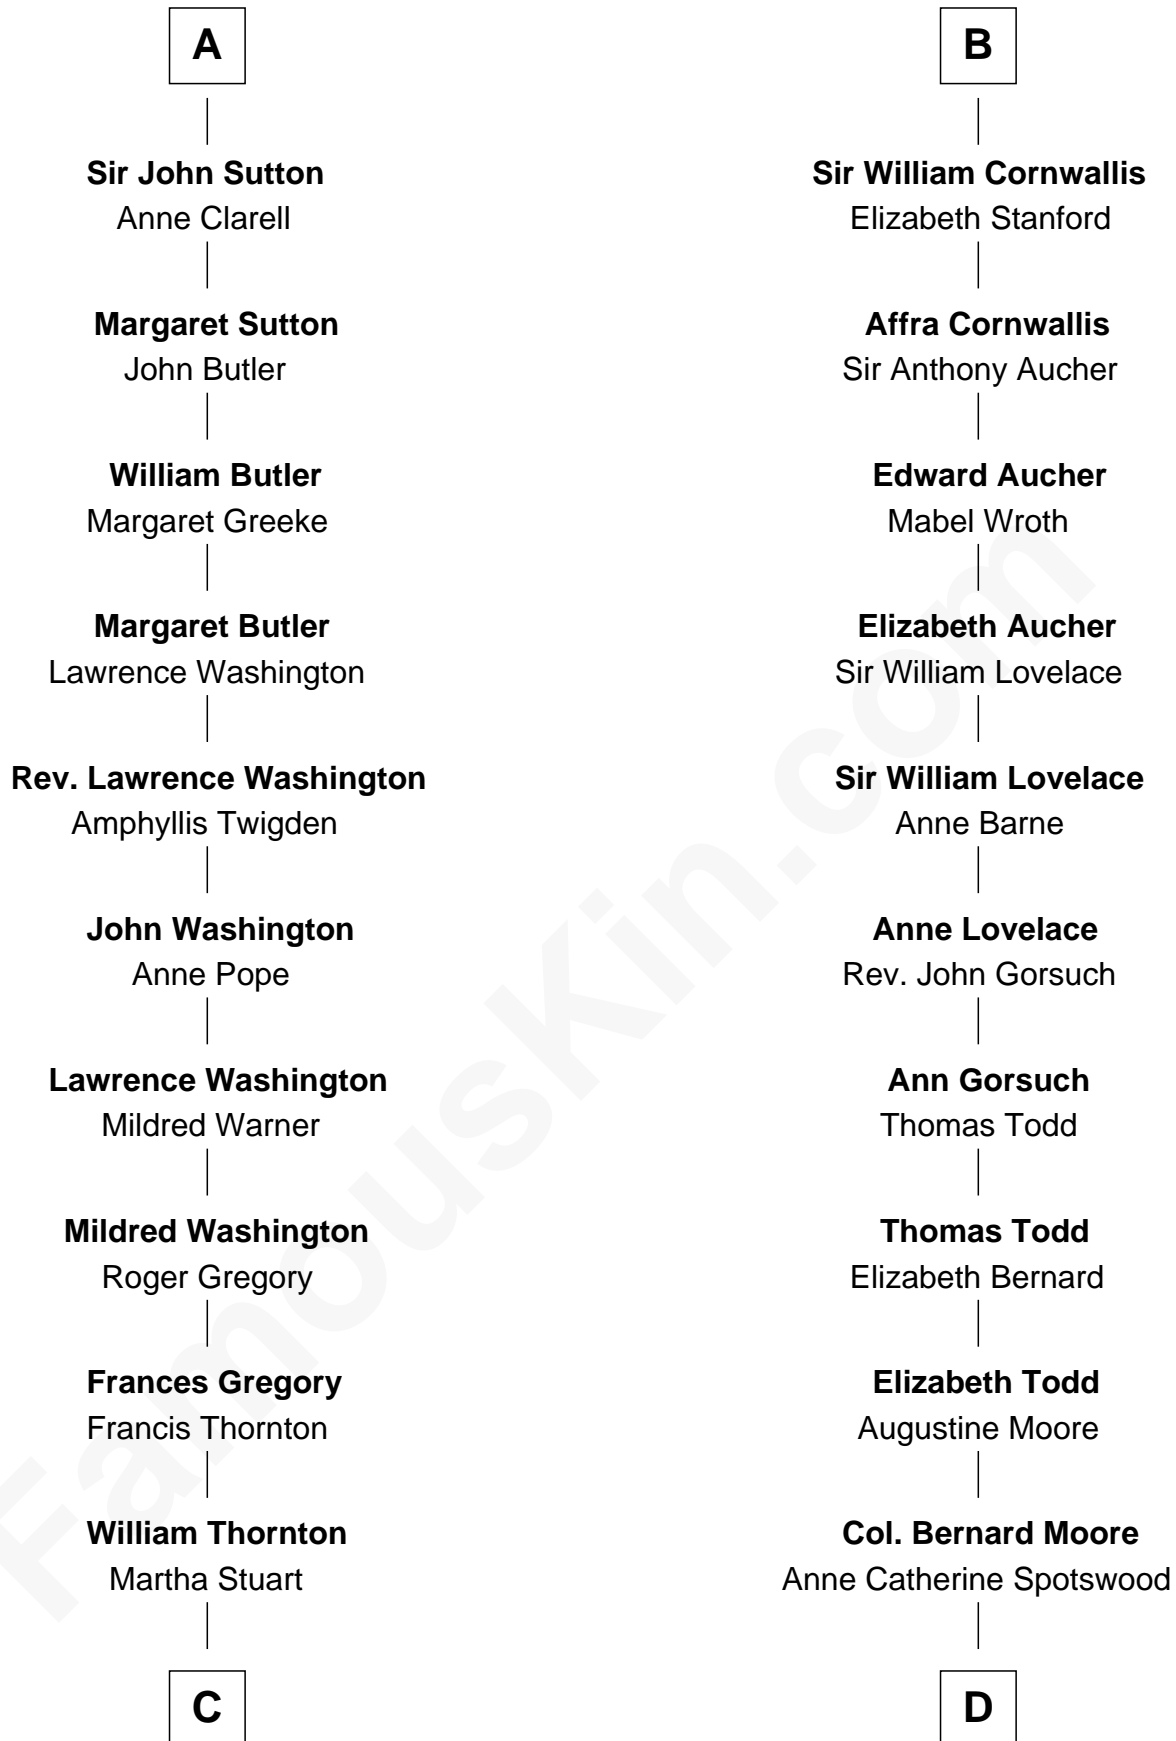 A
Sir John Sutton
Anne Clarell
Margaret Sutton
John Butler
William Butler
Margaret Greeke
Margaret Butler
Lawrence Washington
Rev. Lawrence Washington
Amphyllis Twigden
John Washington
Anne Pope
Lawrence Washington
Mildred Warner
Mildred Washington
Roger Gregory
Frances Gregory
Francis Thornton
William Thornton
Martha Stuart
C
B
Sir William Cornwallis
Elizabeth Stanford
Affra Cornwallis
Sir Anthony Aucher
Edward Aucher
Mabel Wroth
Elizabeth Aucher
Sir William Lovelace
Sir William Lovelace
Anne Barne
Anne Lovelace
Rev. John Gorsuch
Ann Gorsuch
Thomas Todd
Thomas Todd
Elizabeth Bernard
Elizabeth Todd
Augustine Moore
Col. Bernard Moore
Anne Catherine Spotswood
D
FamousKin.com